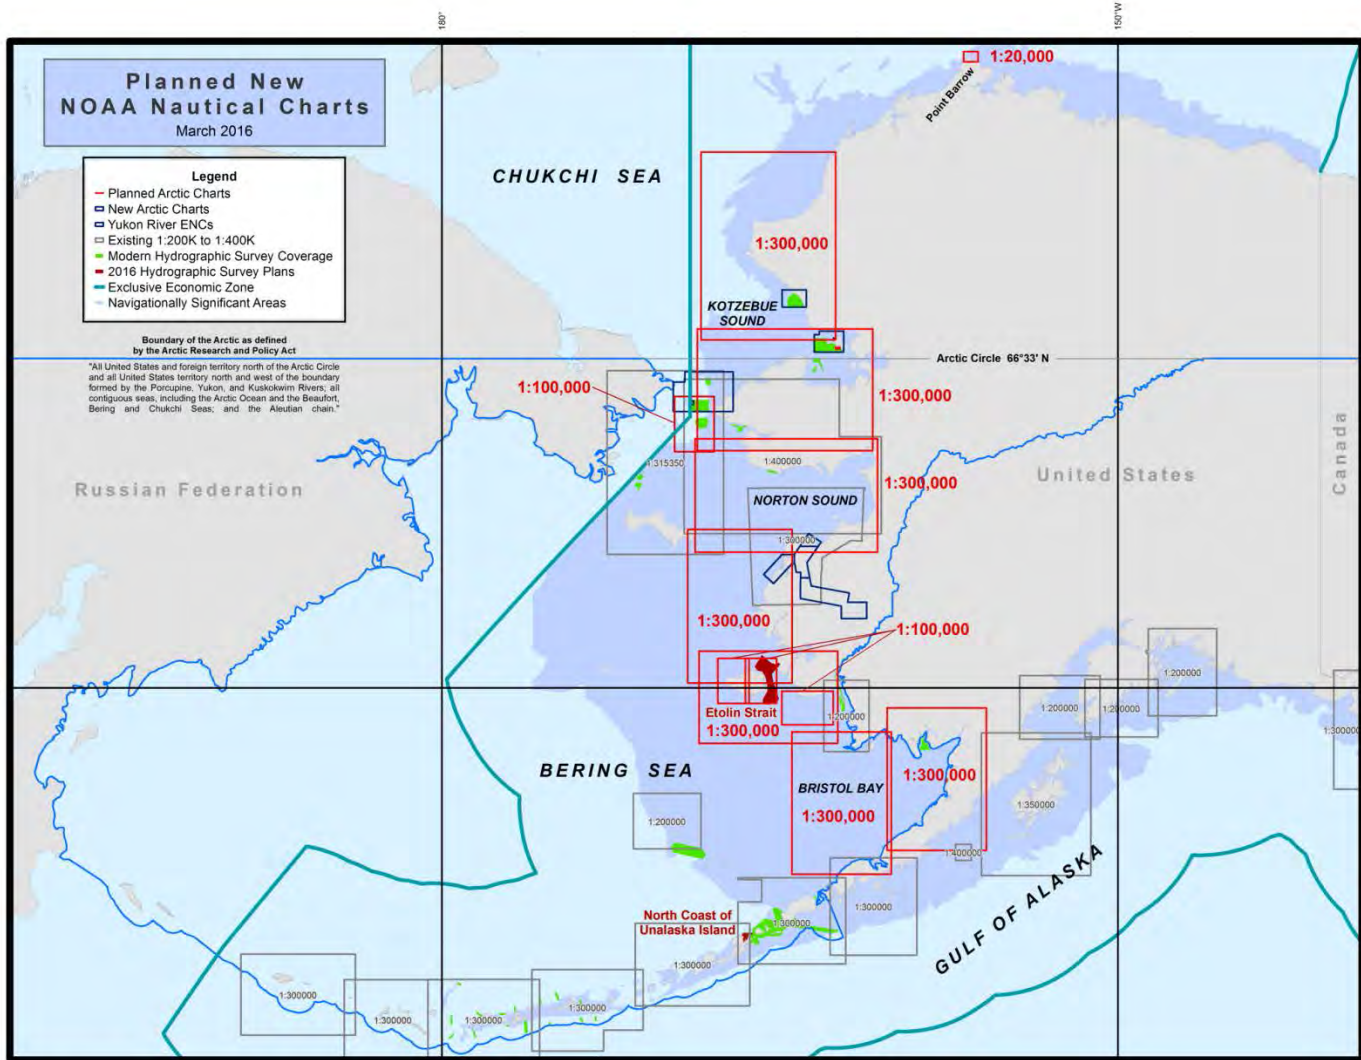 180°
150°W
Planned New
NOAA Nautical Charts
March 2016
Legend
Planned Arctic Charts
New Arctic Charts
Yukon River ENCs
Existing 1:200K to 1:400K
Modern Hydrographic Survey Coverage
2016 Hydrographic Survey Plans
Exclusive Economic Zone
Navigationally Significant Areas
Boundary of the Arctic as defined
by the Arctic Research and Policy Act
"All United States and foreign territory north of the Arctic Circle
and all United States territory north and west of the boundary
formed by the Porcupine, Yukon, and Kuskokwim Rivers; all
contiguous seas, including the Arctic Ocean and the Beaufort,
Bering and Chukchi Seas; and the Aleutian chain."
1:20,000
Point Barrow
CHUKCHI SEA
1:300,000
KOTZEBUE
SOUND
Arctic Circle 66°33' N
1:100,000
1:300,000
1:315350
1:400000
1:300,000
Russian Federation
United States
Canada
NORTON SOUND
1:300000
1:300,000
1:100,000
1:200000
1:200000
1:200000
1:300000
Etolin Strait
1:300,000
1:200000
BERING SEA
BRISTOL BAY
1:300,000
1:300,000
1:350000
1:200000
1:400000
GULF OF ALASKA
North Coast of
Unalaska Island
1:300000
1:300000
1:300000
1:300000
1:300000
1:300000
1:300000